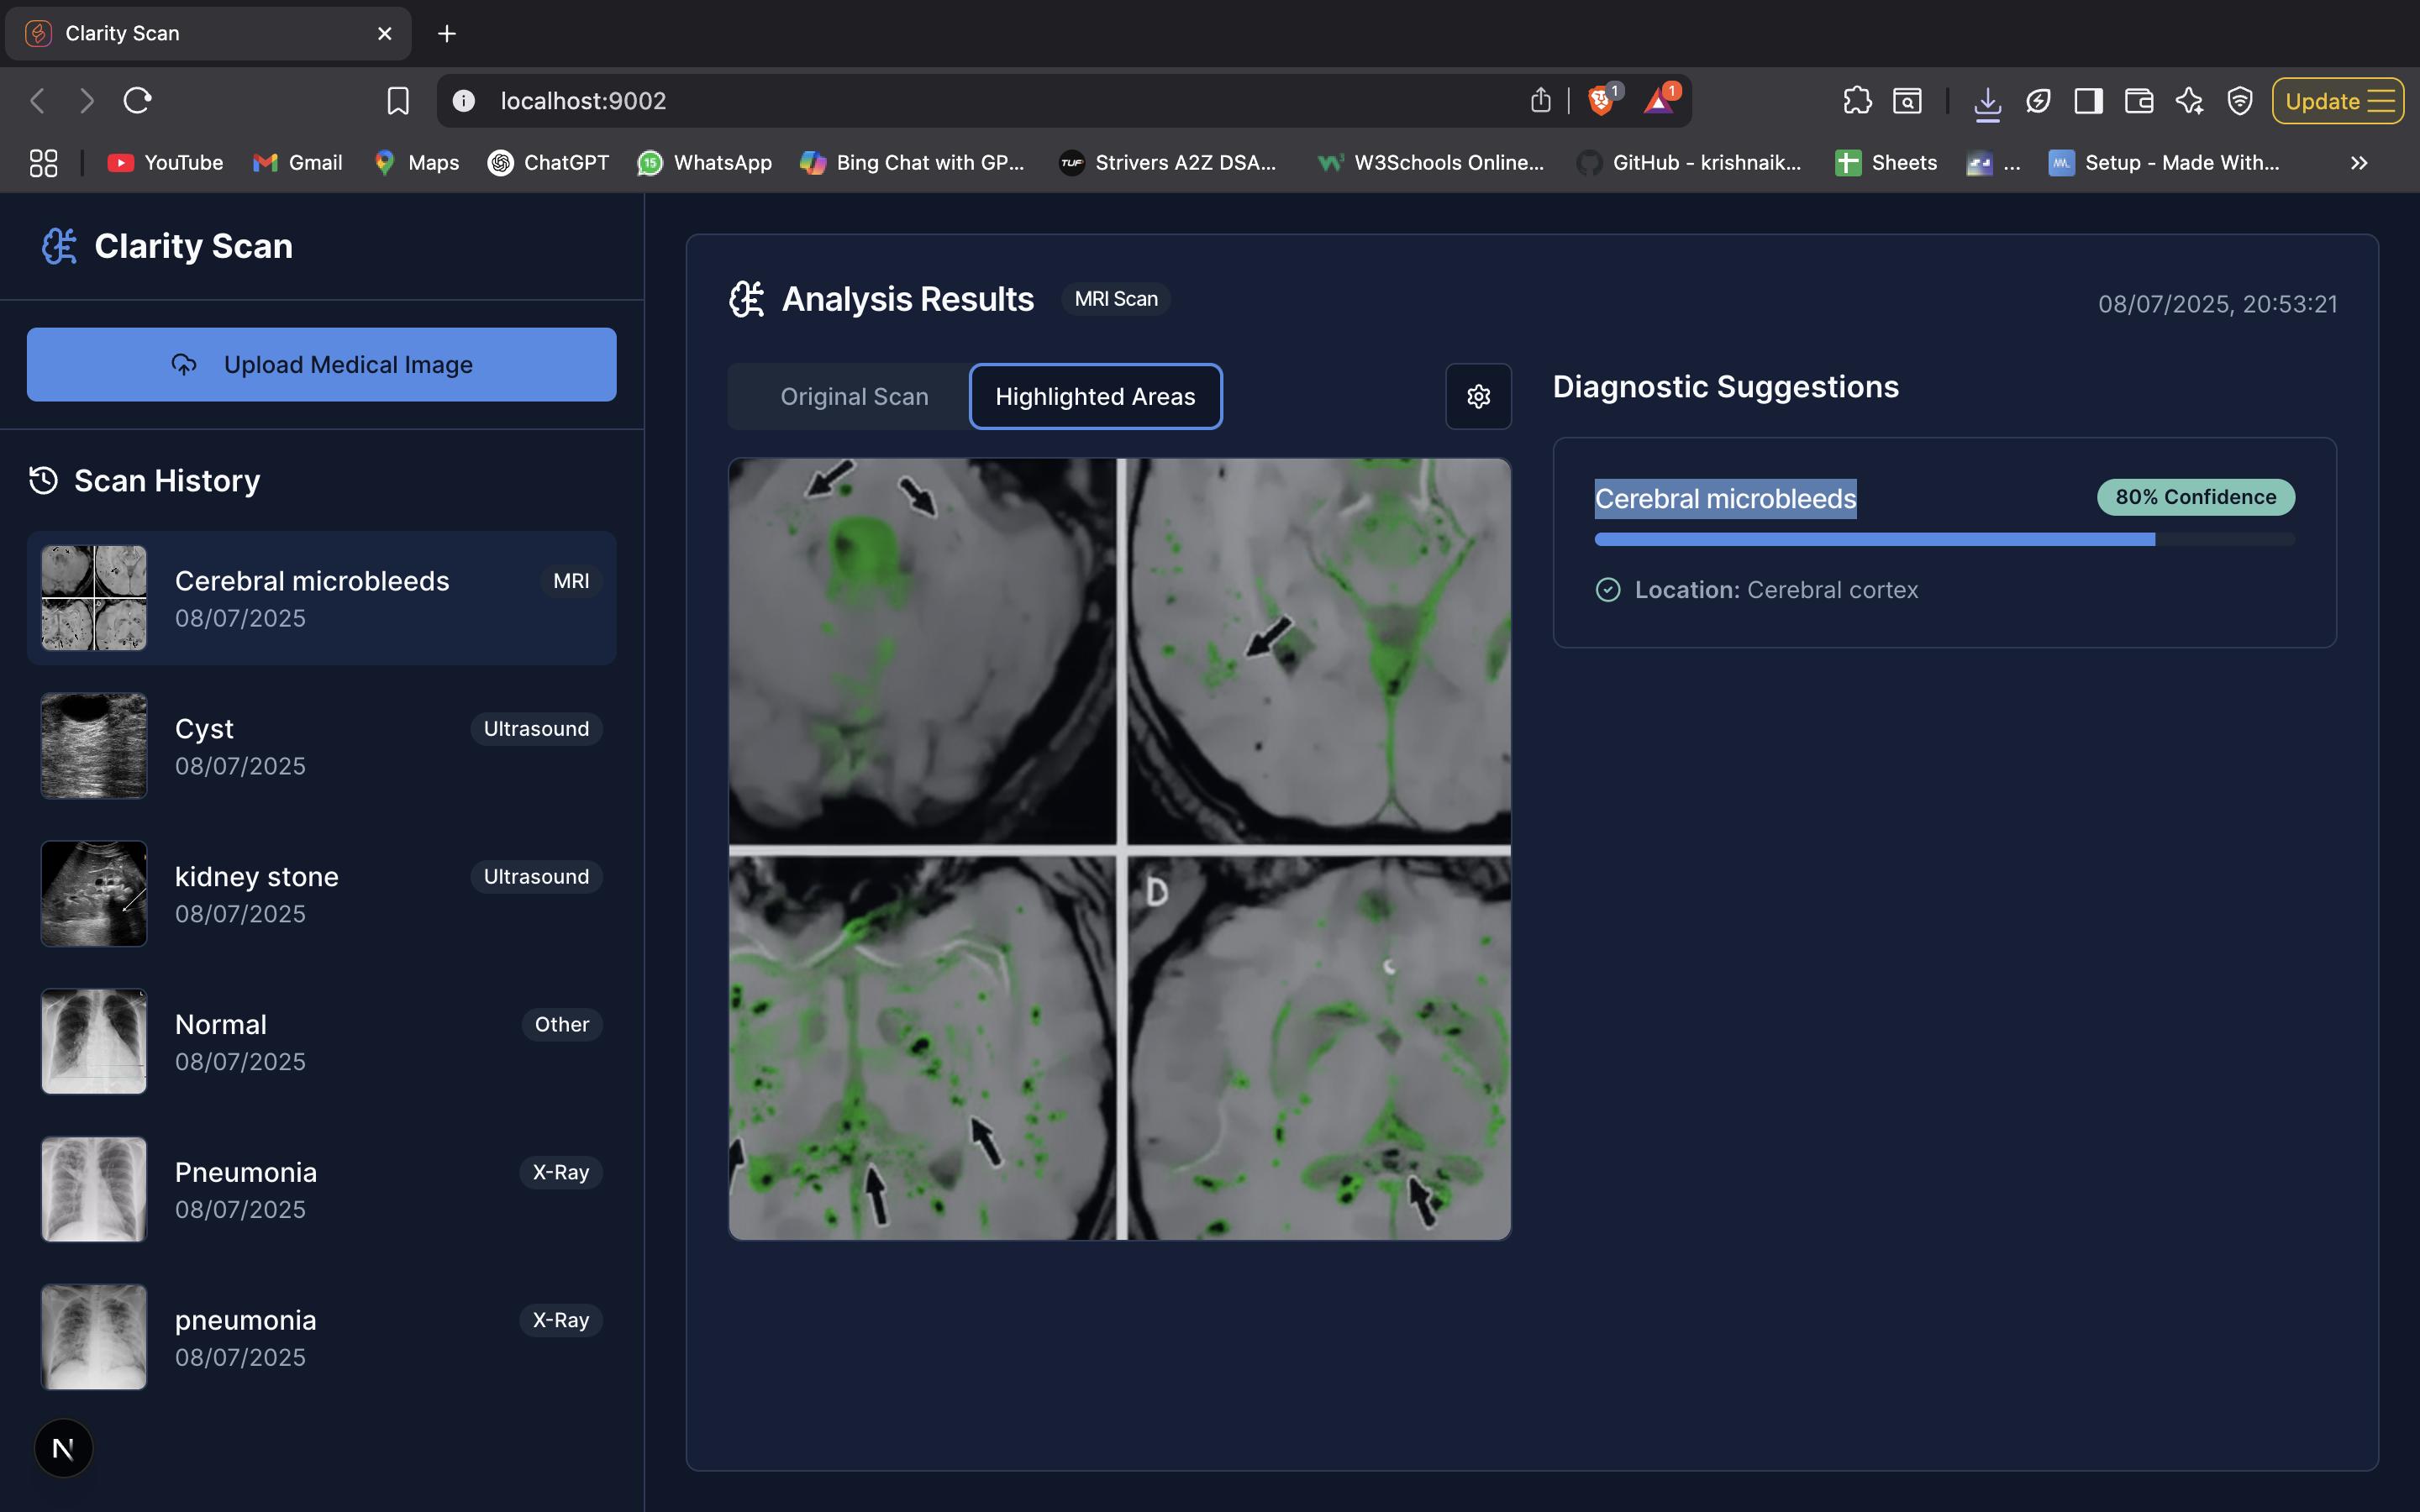 Clarity Scan
localhost:9002
1
1
Update
YouTube
Gmail
Maps
ChatGPT
15
WhatsApp
Bing Chat with GP...
TUF
Strivers A2Z DSA...
W3Schools Online...
GitHub - krishnaik...
Sheets
...
Setup - Made With...
Clarity Scan
Upload Medical Image
Scan History
Cerebral microbleeds
MRI
08/07/2025
Cyst
Ultrasound
08/07/2025
kidney stone
Ultrasound
08/07/2025
Normal
Other
08/07/2025
Pneumonia
X-Ray
08/07/2025
pneumonia
X-Ray
08/07/2025
N
Analysis Results
MRI Scan
08/07/2025, 20:53:21
Original Scan
Highlighted Areas
D
Diagnostic Suggestions
Cerebral microbleeds
80% Confidence
Location: Cerebral cortex